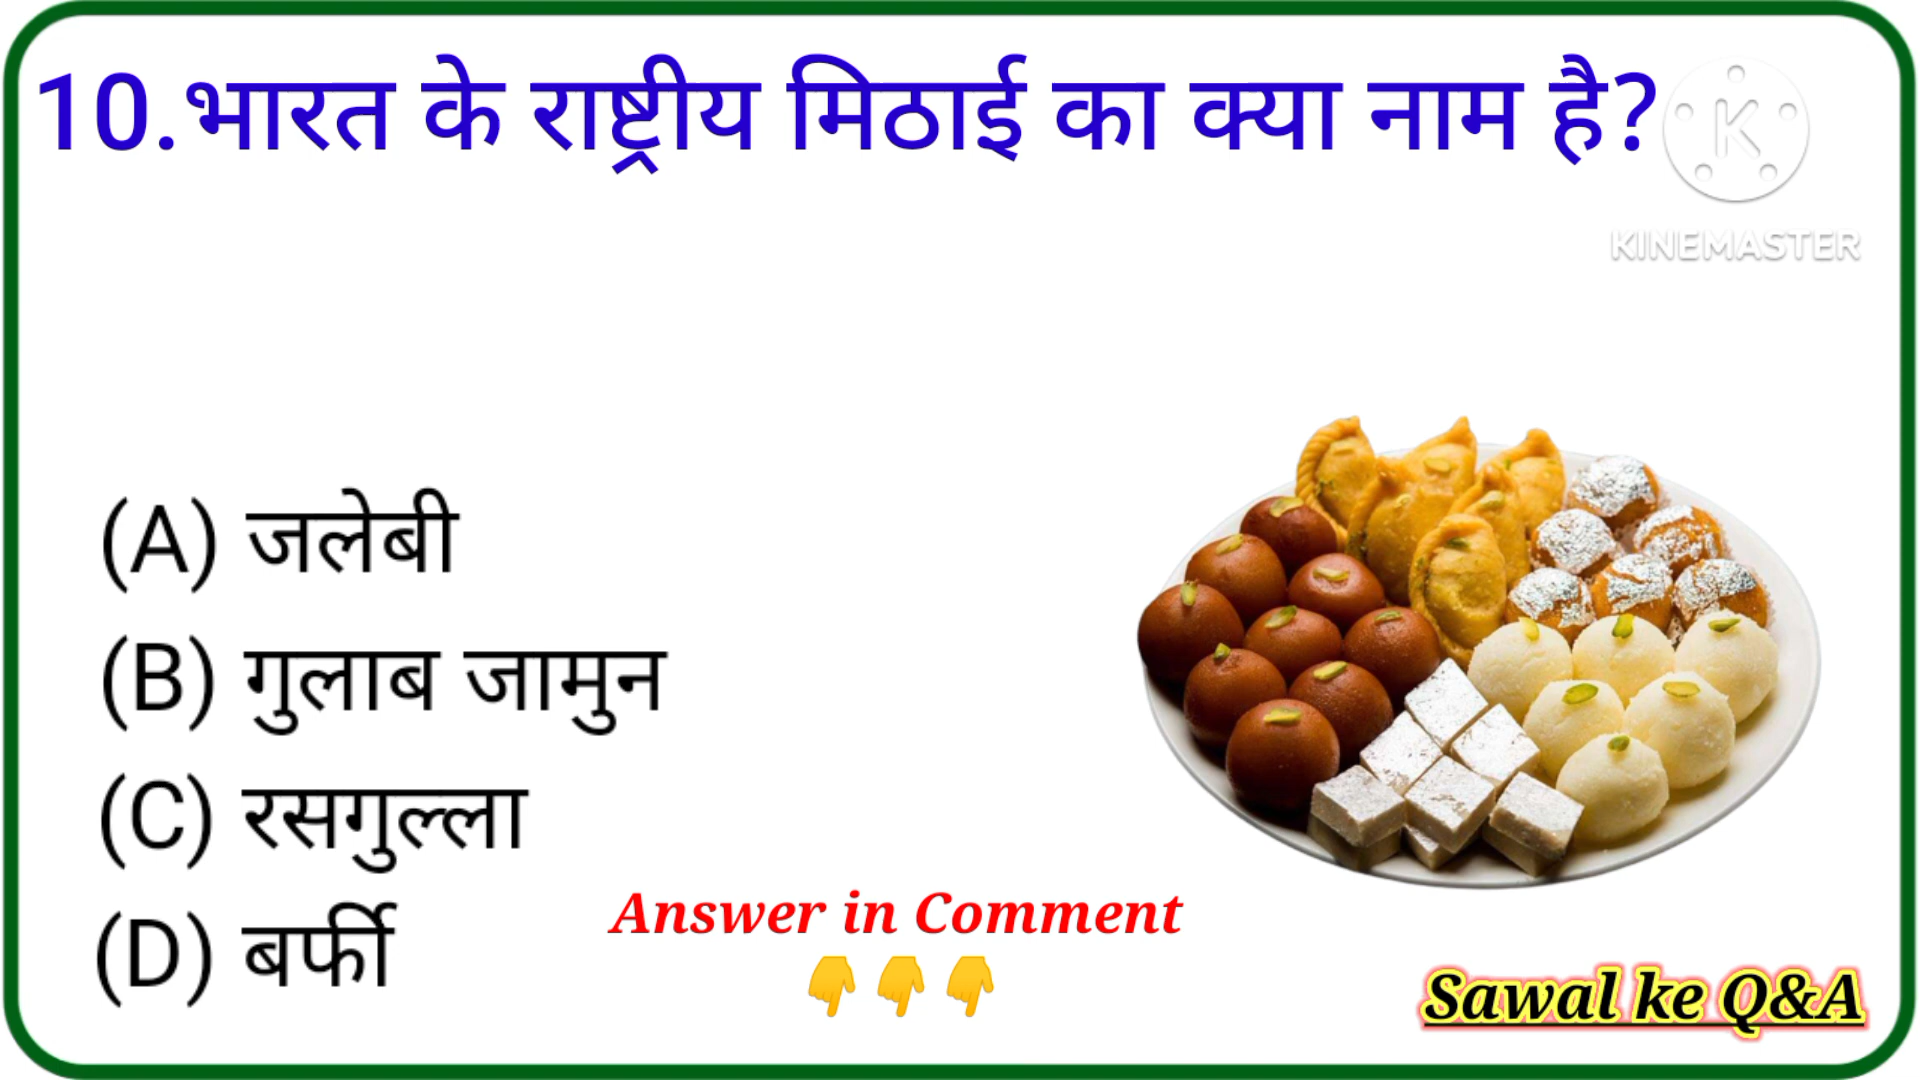 10.भारत के राष्ट्रीय मिठाई का क्या नाम है?
K
KINEMASTER
(A) जलेबी
(B) गुलाब जामुन
(C) रसगुल्ला
(D) बर्फी
Answer in Comment
👇👇👇
Sawal ke Q&A